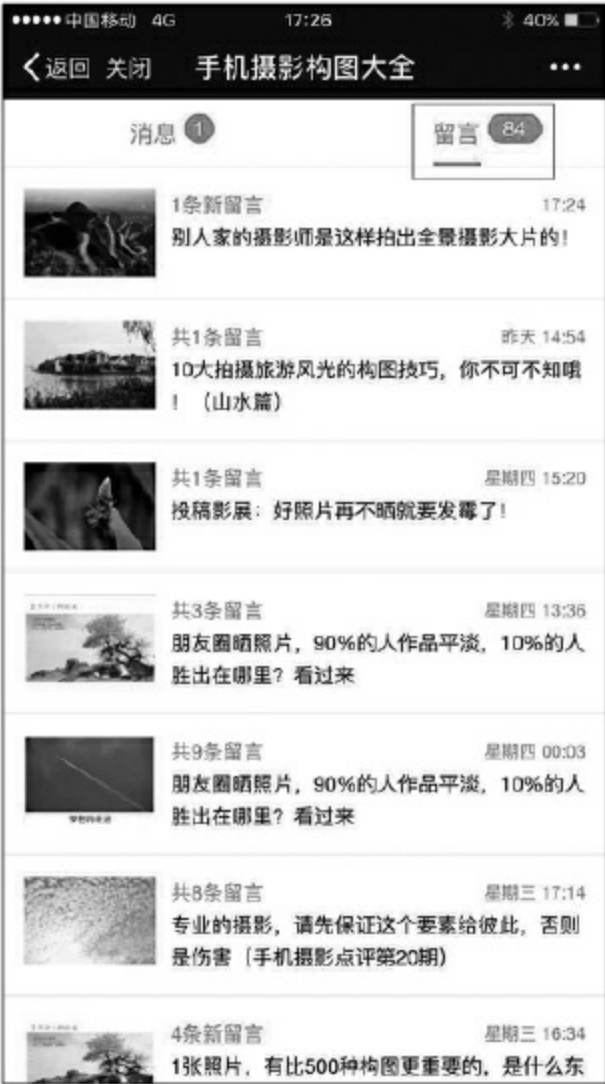 中国移动 4G 17:26 40%
返回 关闭 手机摄影构图大全
消息 1 留言 84
1条新留言 17:24
别人家的摄影师是这样拍出全景摄影大片的！
共1条留言 昨天 14:54
10大拍摄旅游风光的构图技巧，你不可不知哦
！（山水篇）
共1条留言 星期四 15:20
投稿影展：好照片再不晒就要发霉了！
共3条留言 星期四 13:36
朋友圈晒照片，90%的人作品平淡，10%的人
胜出在哪里？看过来
共9条留言 星期四 00:03
朋友圈晒照片，90%的人作品平淡，10%的人
胜出在哪里？看过来
共8条留言 星期三 17:14
专业的摄影，请先保证这个要素给彼此，否则
是伤害（手机摄影点评第20期）
4条新留言 星期三 16:34
1张照片，有比500种构图更重要的，是什么东